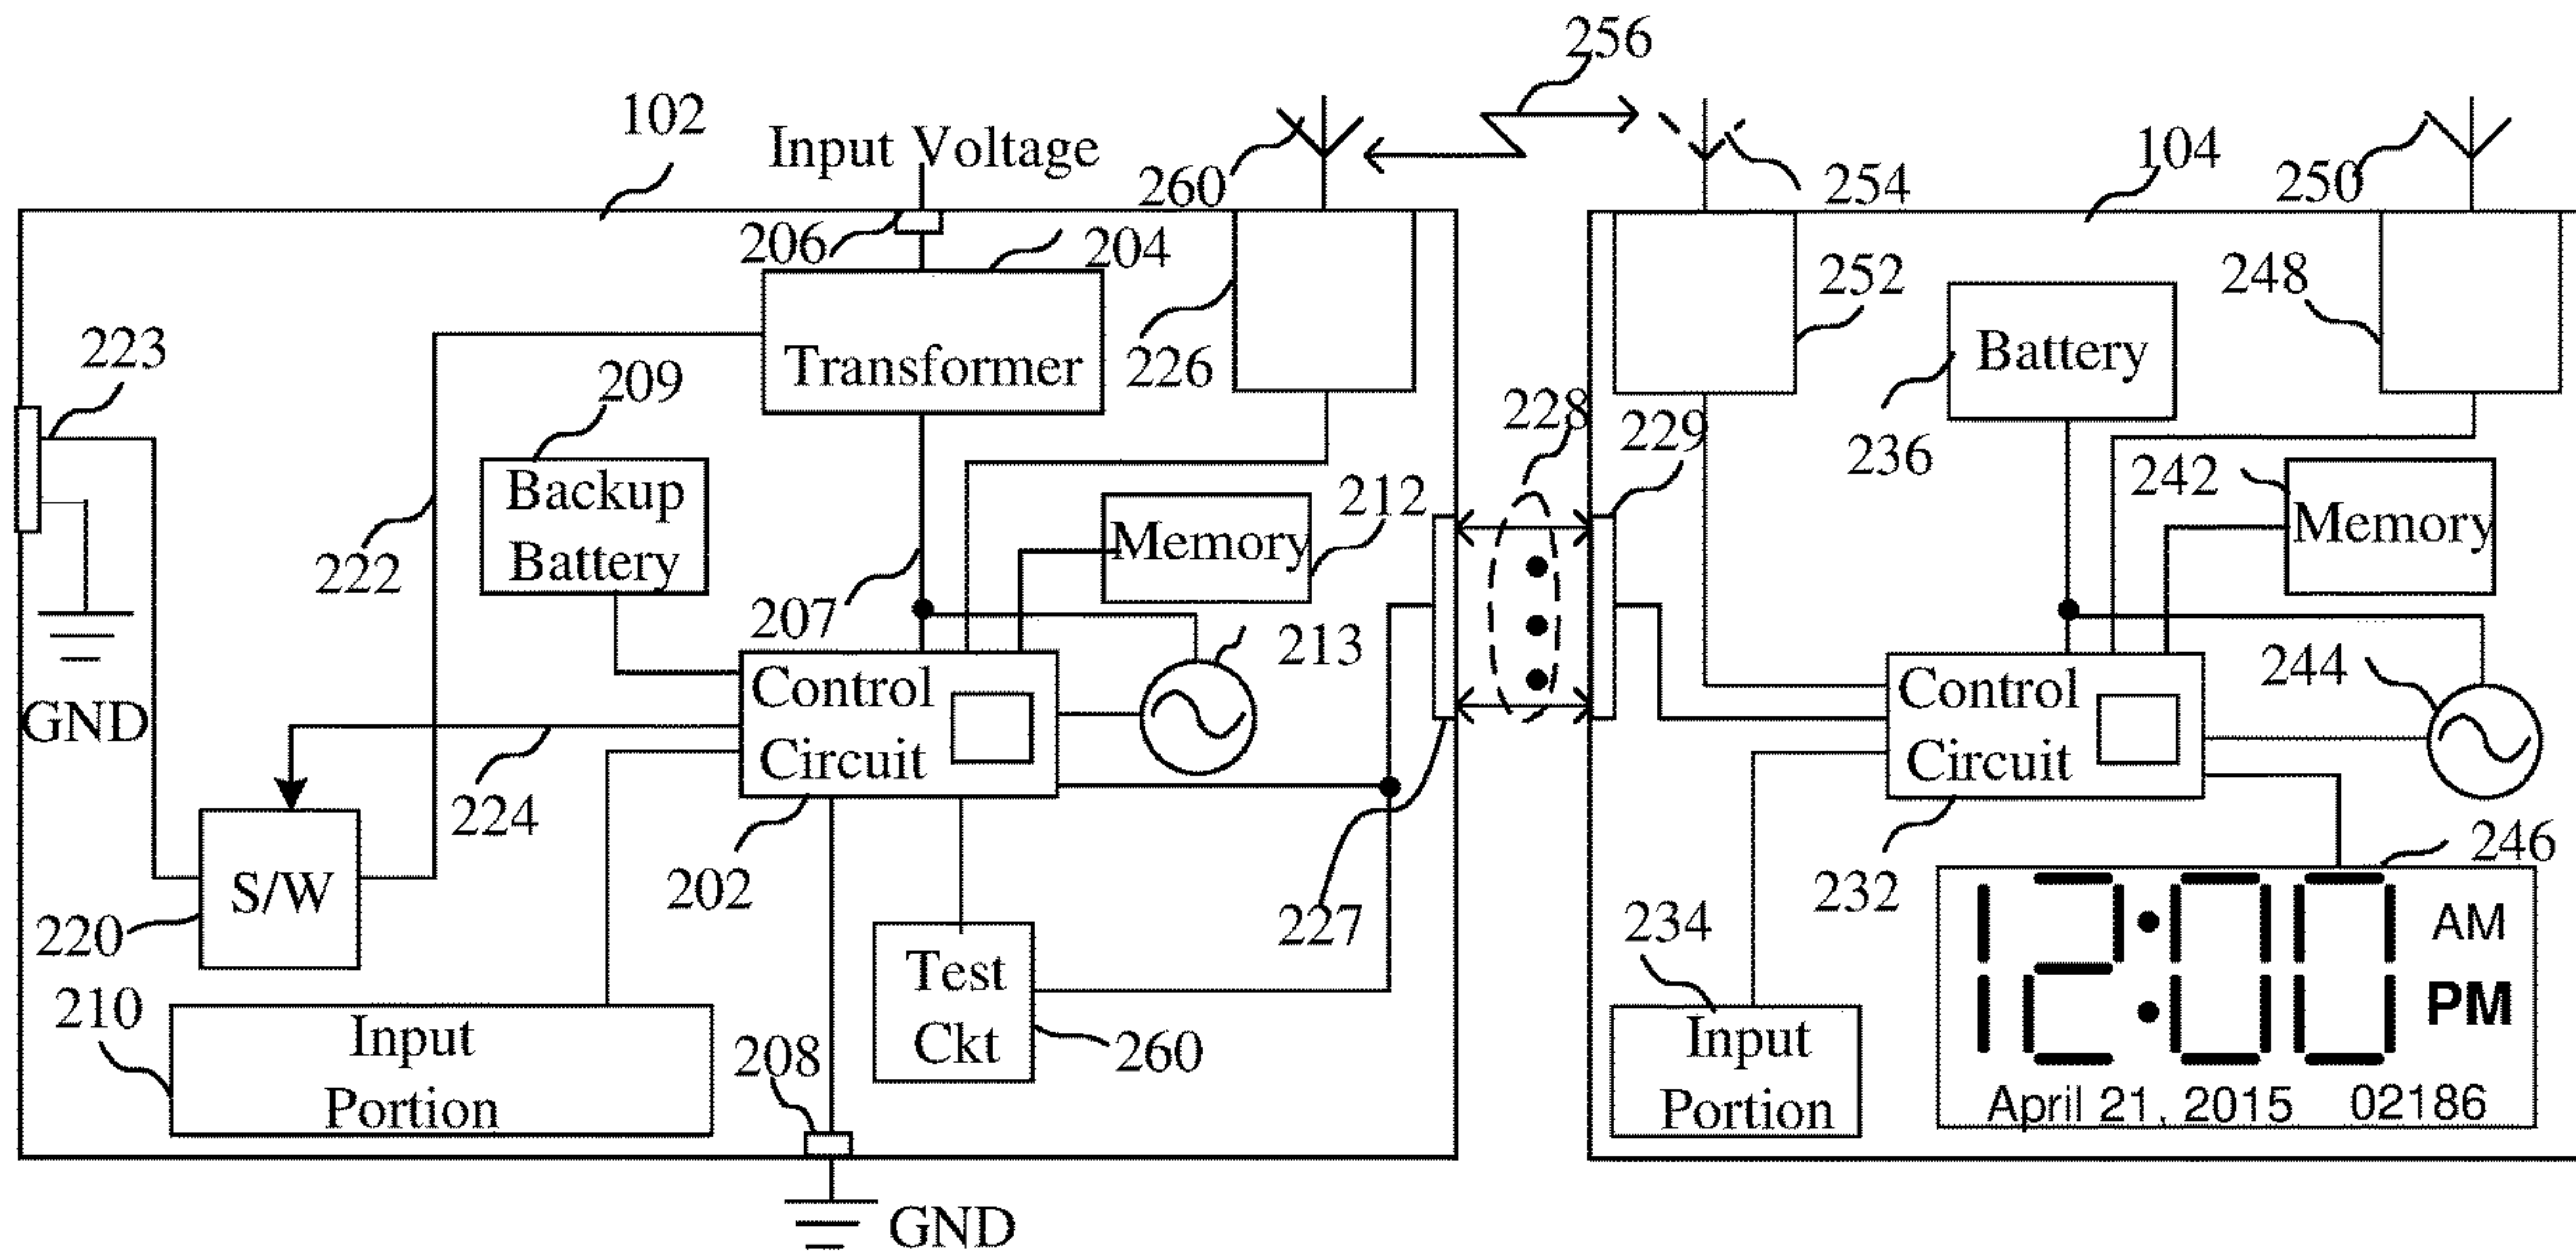 256
102
Input Voltage
260
254
104
250
206
204
252
248
223
Transformer
226
Battery
209
228
229
236
242
Backup
Battery
Memory
212
Memory
222
207
213
Control
Circuit
Control
Circuit
244
GND
224
202
232
246
S/W
220
227
234
12:00
AM
PM
Test
Ckt
210
Input
Portion
208
260
Input
Portion
April 21, 2015
02186
GND